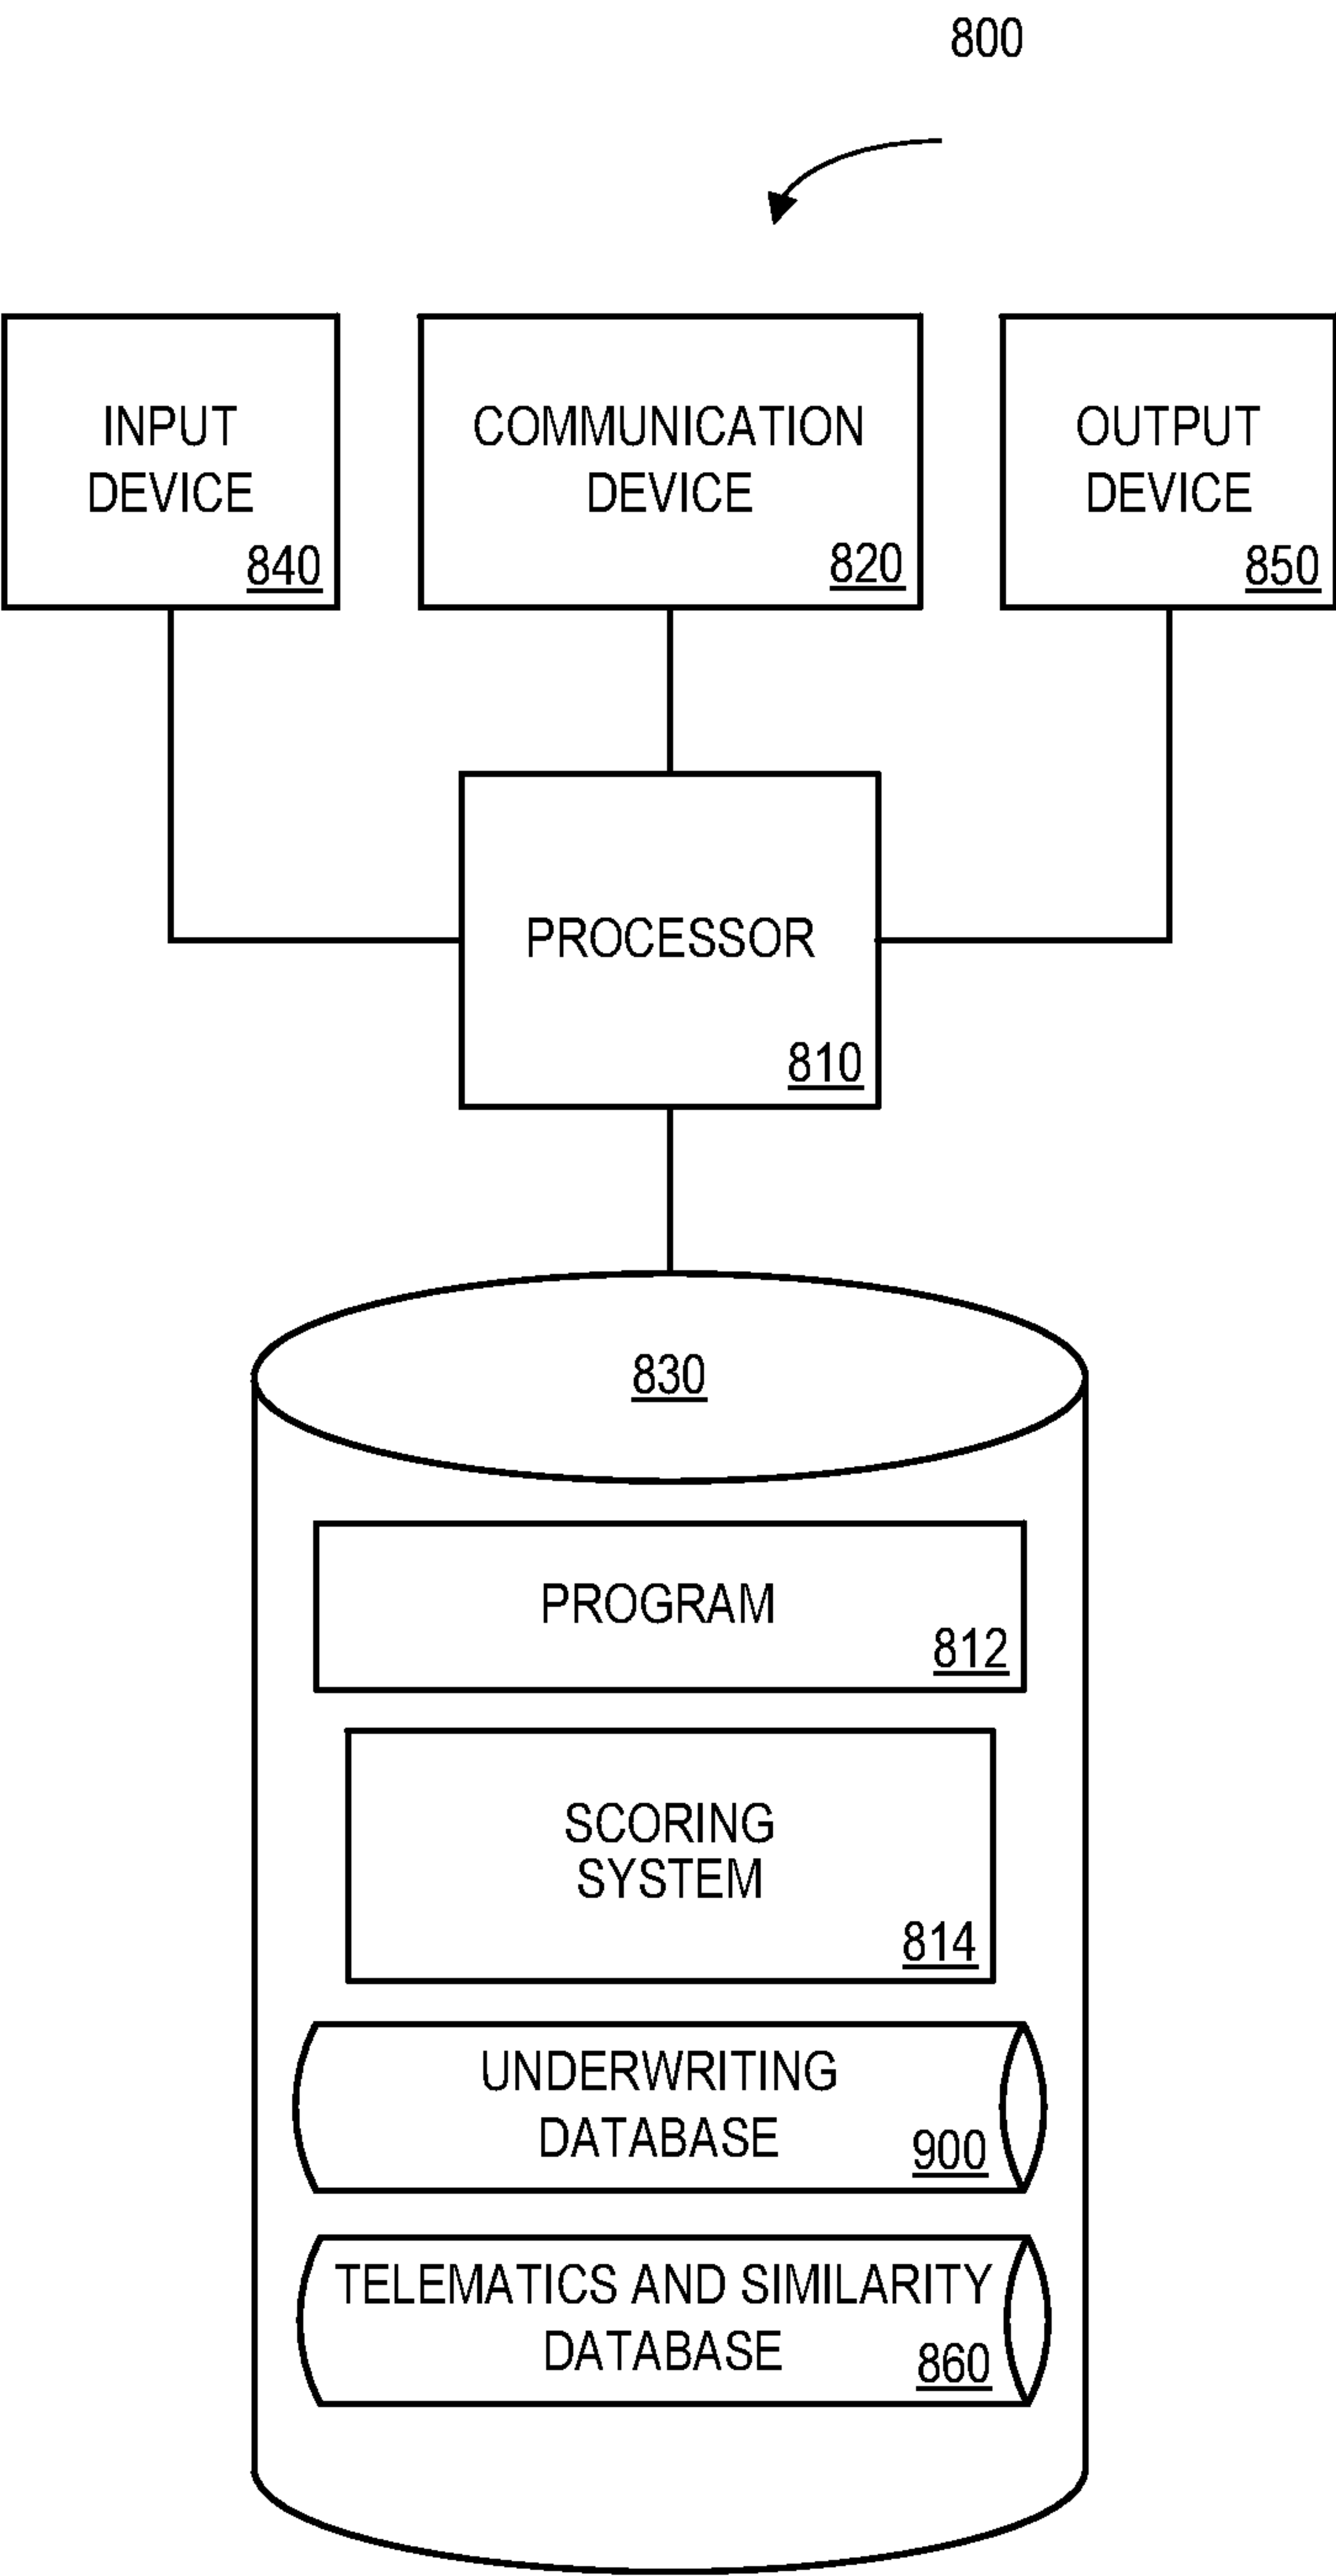 800
INPUT
DEVICE
840
COMMUNICATION
DEVICE
820
OUTPUT
DEVICE
850
PROCESSOR
810
830
PROGRAM
812
SCORING
SYSTEM
814
UNDERWRITING
DATABASE
900
TELEMATICS AND SIMILARITY
DATABASE
860